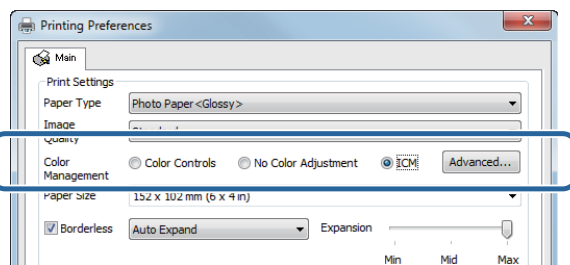 Printing Preferences
Main
Print Settings
Paper Type Photo Paper<Glossy>
Image
Quality
Color Color Controls No Color Adjustment ICM Advanced...
Management
Paper Size 152 x 102 mm (6 x 4 in)
Borderless Auto Expand Expansion
Min Mid Max